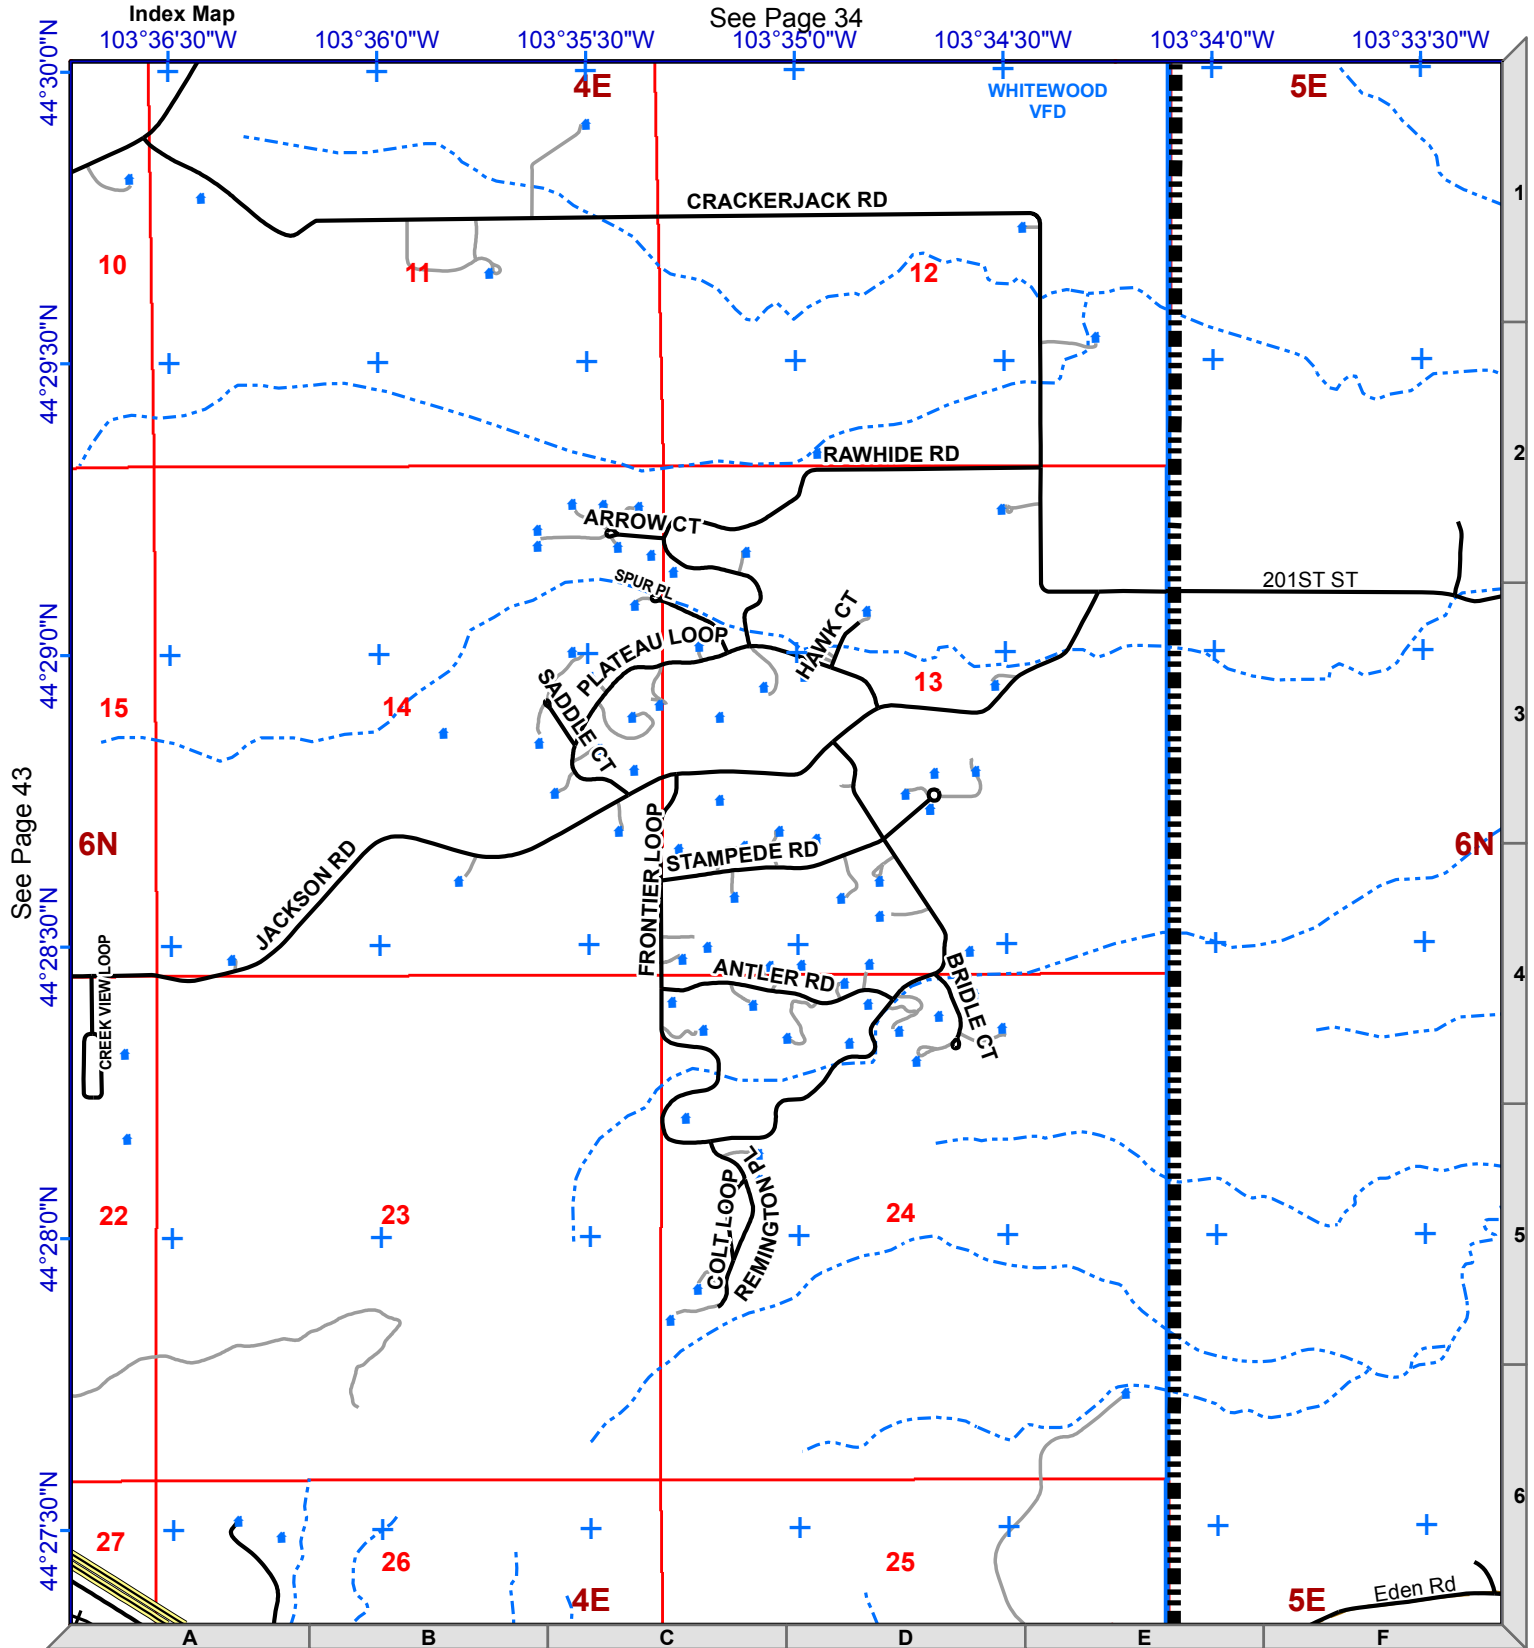 Index Map
See Page 34
103°36'30"W
103°36'0"W
103°35'30"W
103°35'0"W
103°34'30"W
103°34'0"W
103°33'30"W
44°30'0"N
4E
WHITEWOOD
VFD
5E
1
CRACKERJACK RD
10
11
12
44°29'30"N
2
RAWHIDE RD
ARROW CT
SPUR PL
201ST ST
HAWK CT
44°29'0"N
PLATEAU LOOP
SADDLE CT
13
15
14
3
See Page 43
6N
6N
FRONTIER LOOP
STAMPEDE RD
JACKSON RD
44°28'30"N
CREEK VIEW LOOP
ANTLER RD
BRIDLE CT
4
COLT LOOP
REMINGTON PL
22
23
24
44°28'0"N
5
6
44°27'30"N
27
26
25
4E
5E
Eden Rd
A
B
C
D
E
F